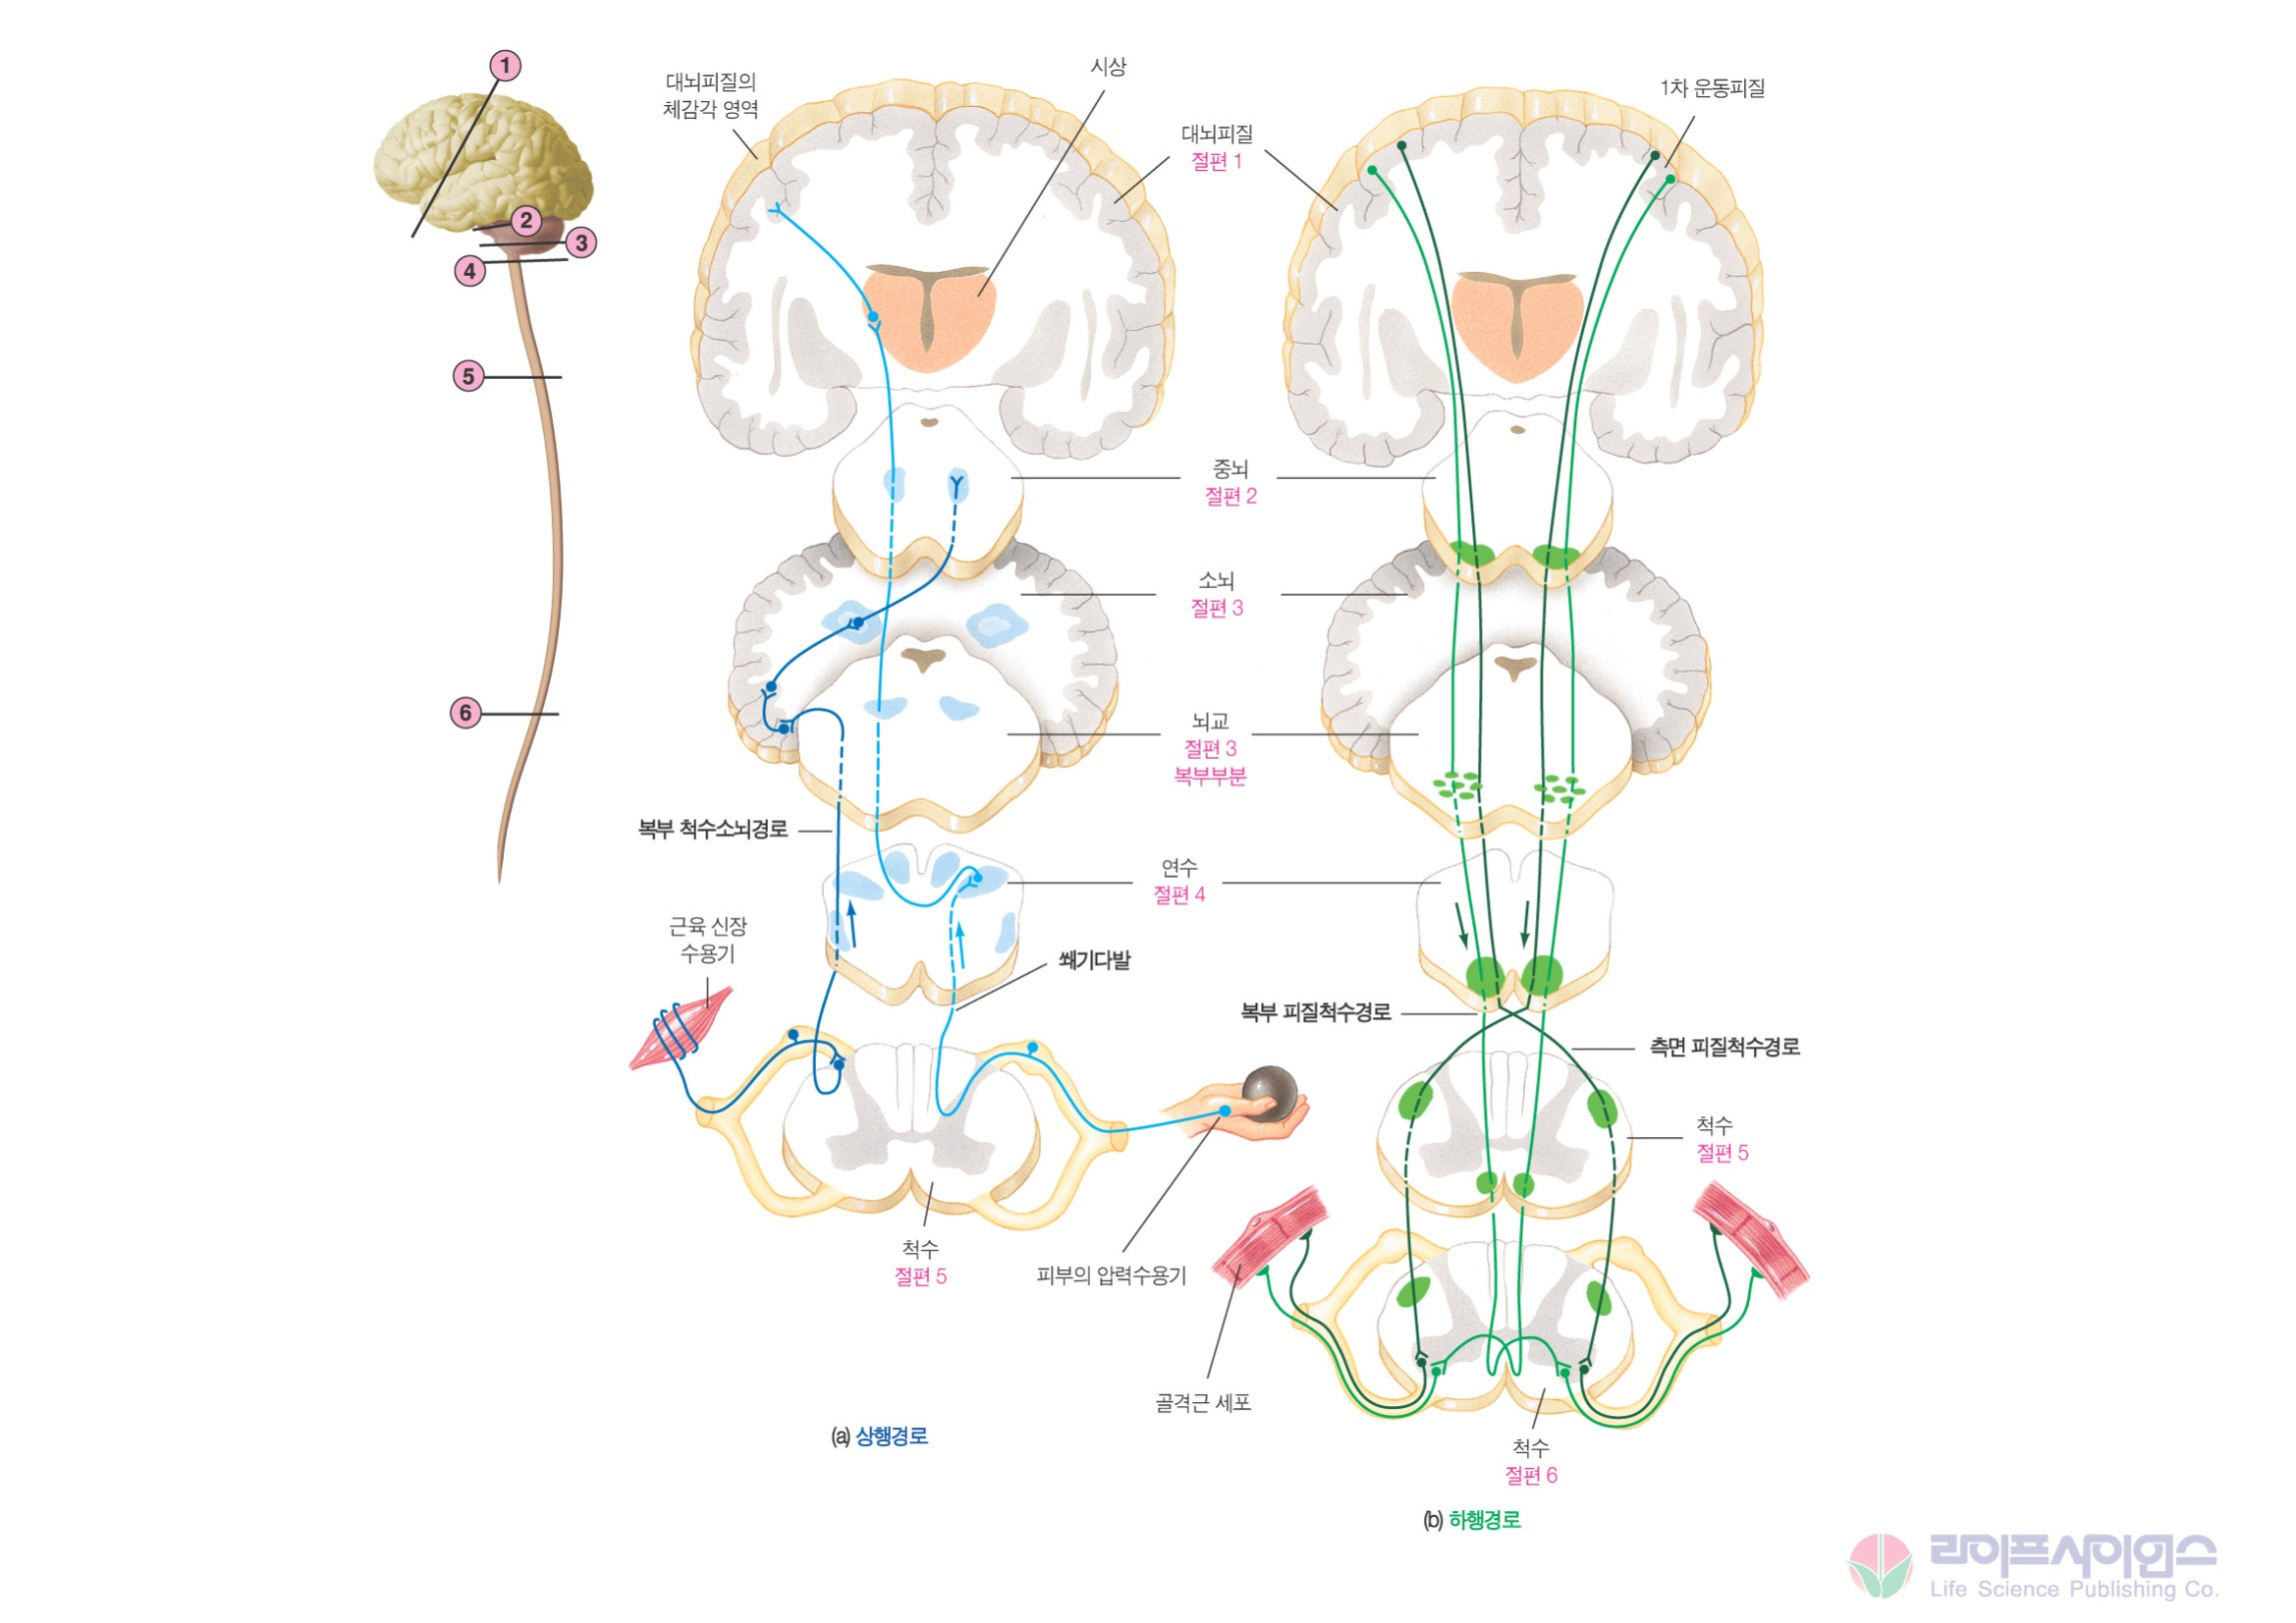 1
2
3
4
5
6
대뇌피질의
체감각 영역
시상
대뇌피질
절편 1
1차 운동피질
중뇌
절편 2
소뇌
절편 3
뇌교
절편 3
복부부분
복부 척수소뇌경로
연수
절편 4
근육 신장
수용기
쐐기다발
복부 피질척수경로
측면 피질척수경로
척수
절편 5
척수
절편 5
피부의 압력수용기
골격근 세포
척수
절편 6
(a) 상행경로
(b) 하행경로
라이프사이언스
Life Science Publishing Co.